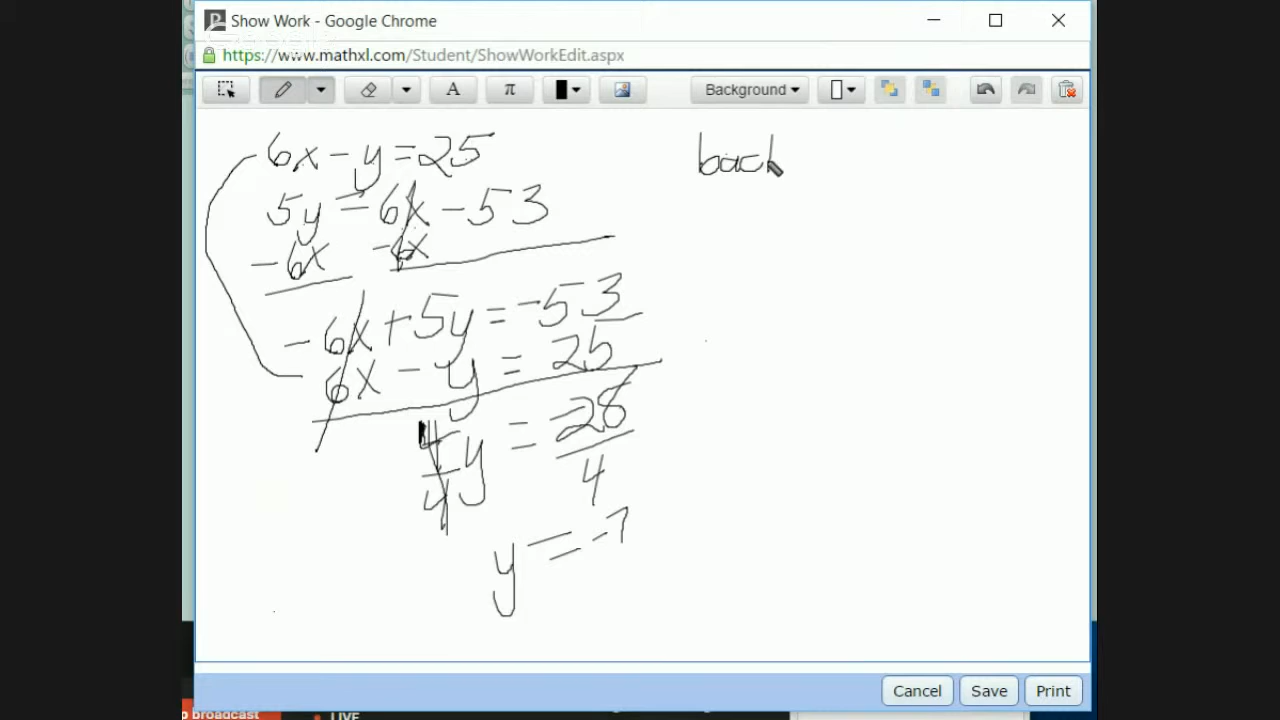 Show Work - Google Chrome
https://www.mathxl.com/Student/ShowWorkEdit.aspx
A π Background
6x - y = 25
5y = 6x - 53
-6x -6x
-6x + 5y = -53
6x - y = 25
4y = -28
4 4
y = -7
back
Cancel Save Print
p broadcast
LIVE